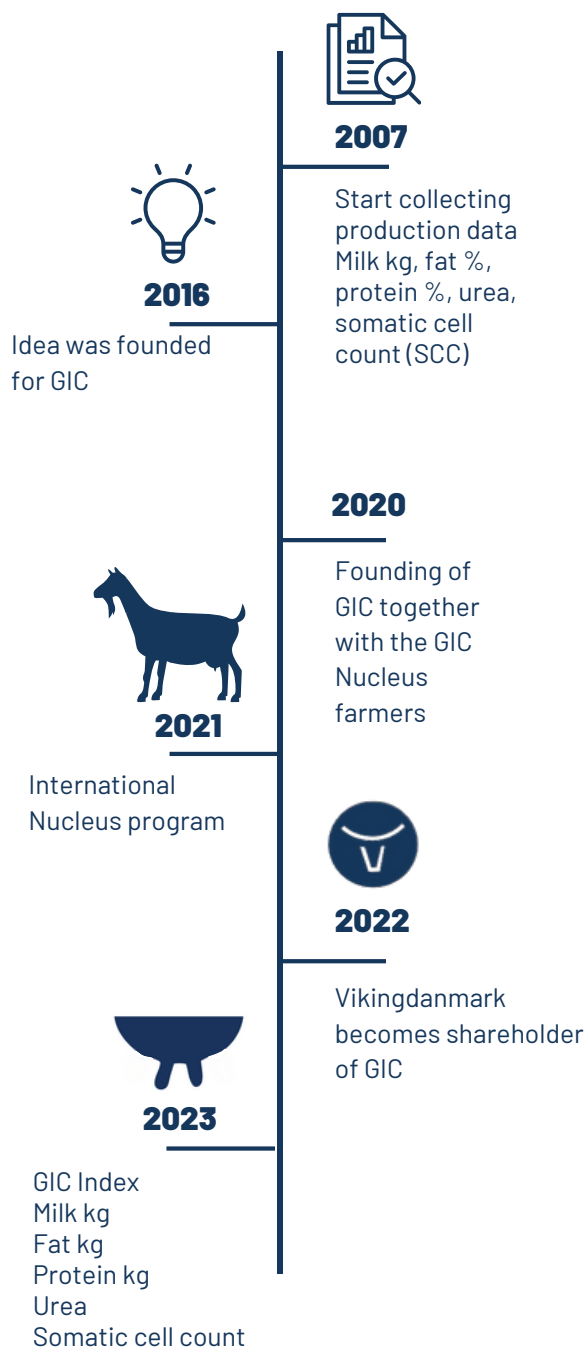 2007
Start collecting
production data
Milk kg, fat %,
protein %, urea,
somatic cell
count (SCC)
2016
Idea was founded
for GIC
2020
Founding of
GIC together
with the GIC
Nucleus
farmers
2021
International
Nucleus program
2022
Vikingdanmark
becomes shareholder
of GIC
2023
GIC Index
Milk kg
Fat kg
Protein kg
Urea
Somatic cell count